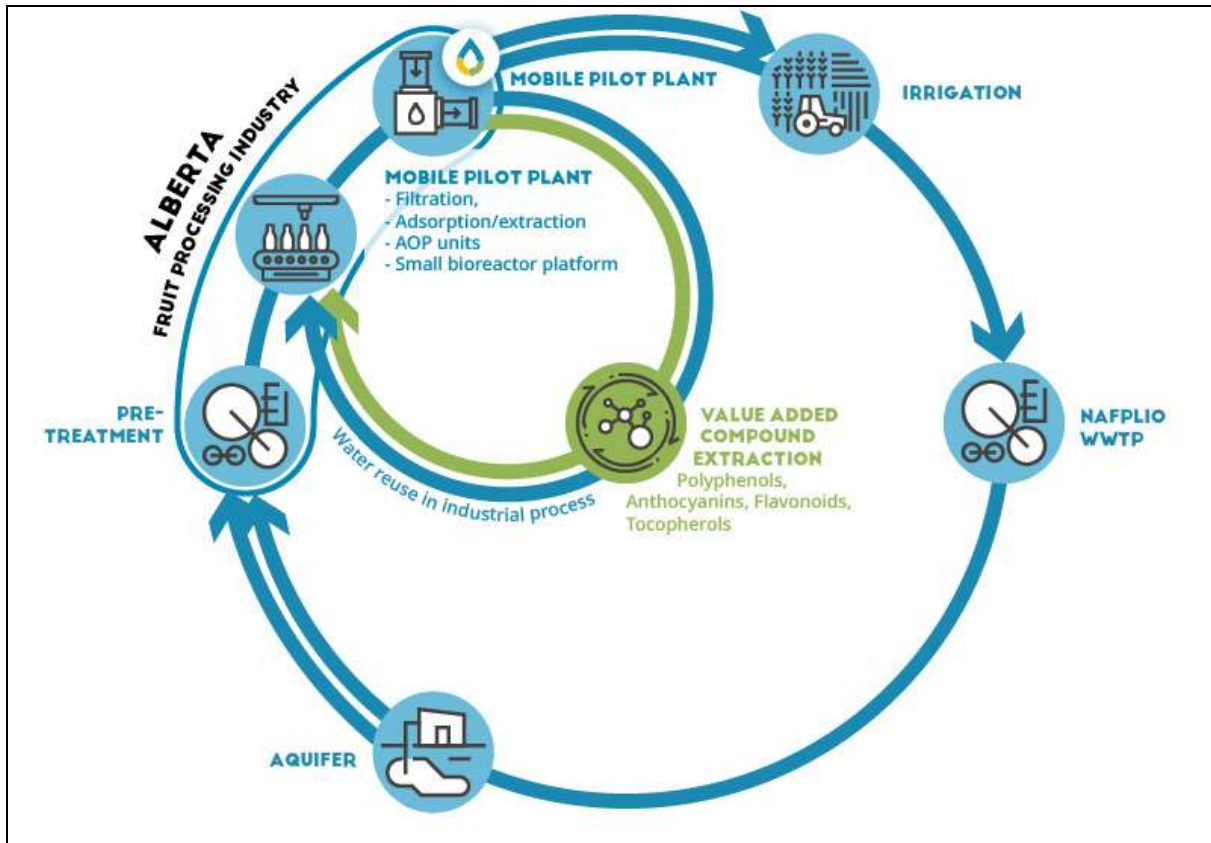 ALBERTA
FRUIT PROCESSING INDUSTRY
MOBILE PILOT PLANT
IRRIGATION
MOBILE PILOT PLANT
- Filtration,
- Adsorption/extraction
- AOP units
- Small bioreactor platform
PRE-
TREATMENT
VALUE ADDED
COMPOUND
EXTRACTION
Polyphenols,
Anthocyanins, Flavonoids,
Tocopherols
NAFPLIO
WWTP
Water reuse in industrial process
AQUIFER